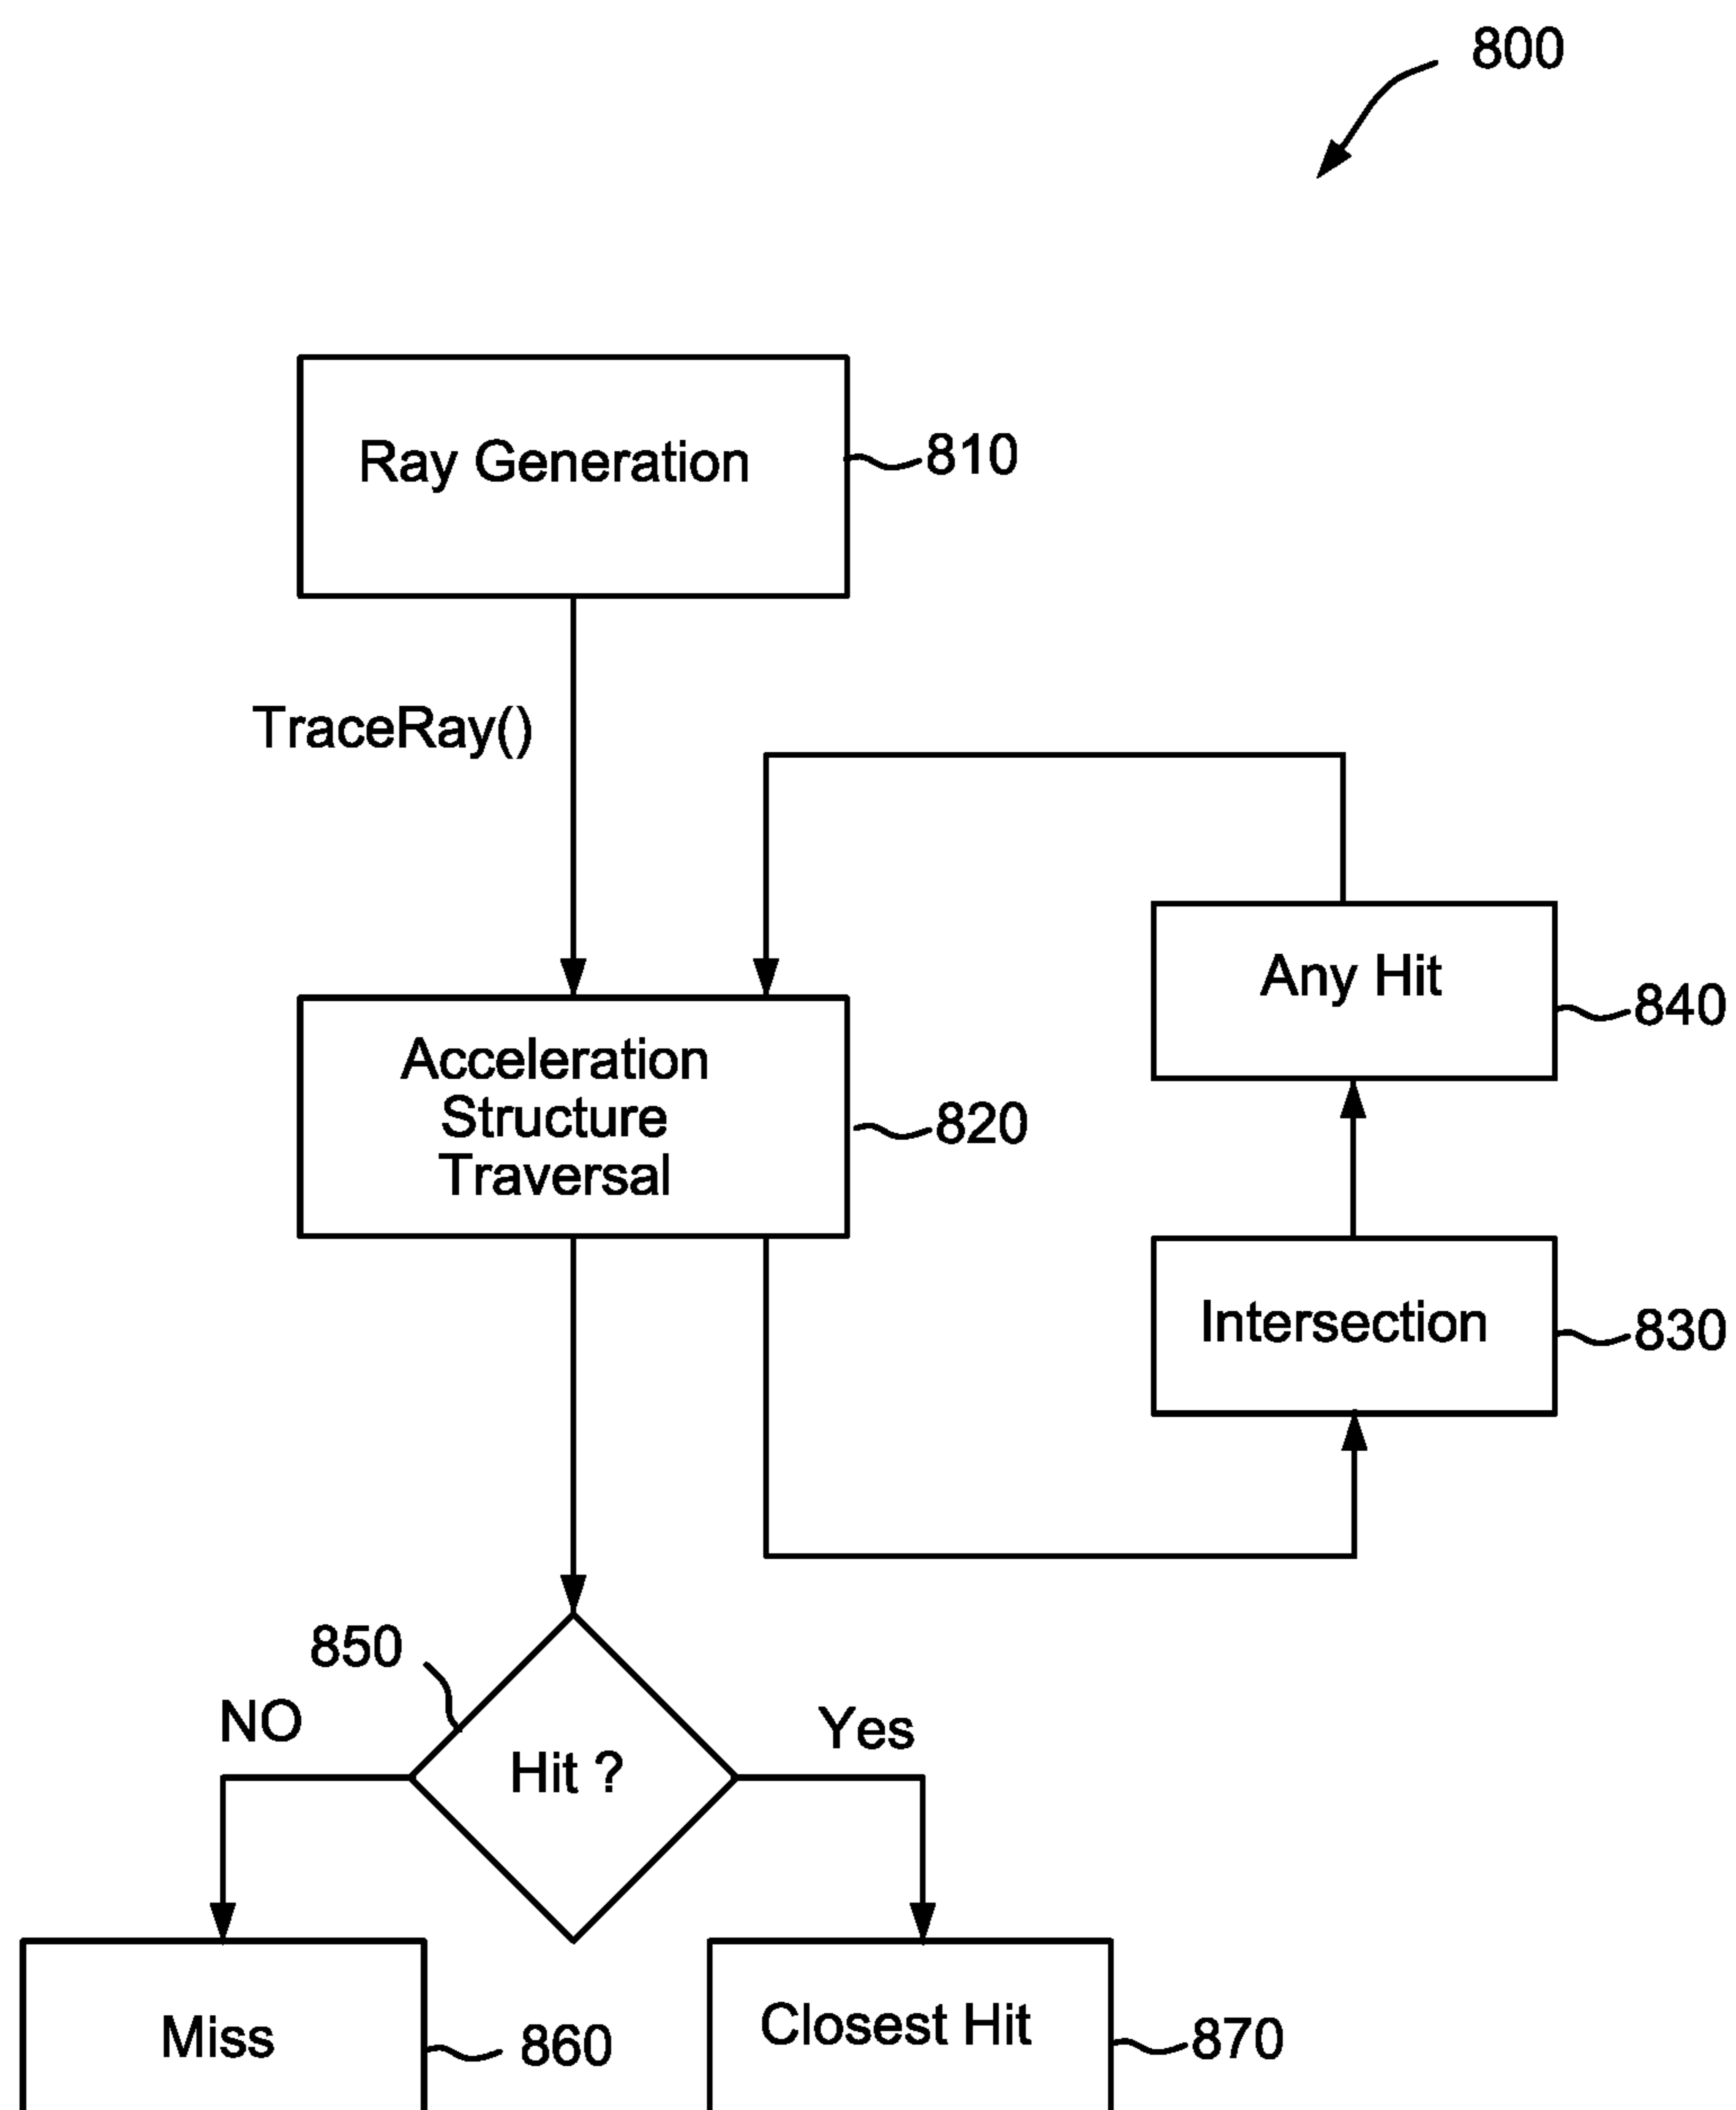 800
Ray Generation
810
TraceRay()
Any Hit
840
Acceleration
Structure
Traversal
820
Intersection
830
850
NO
Yes
Hit ?
Miss
860
Closest Hit
870